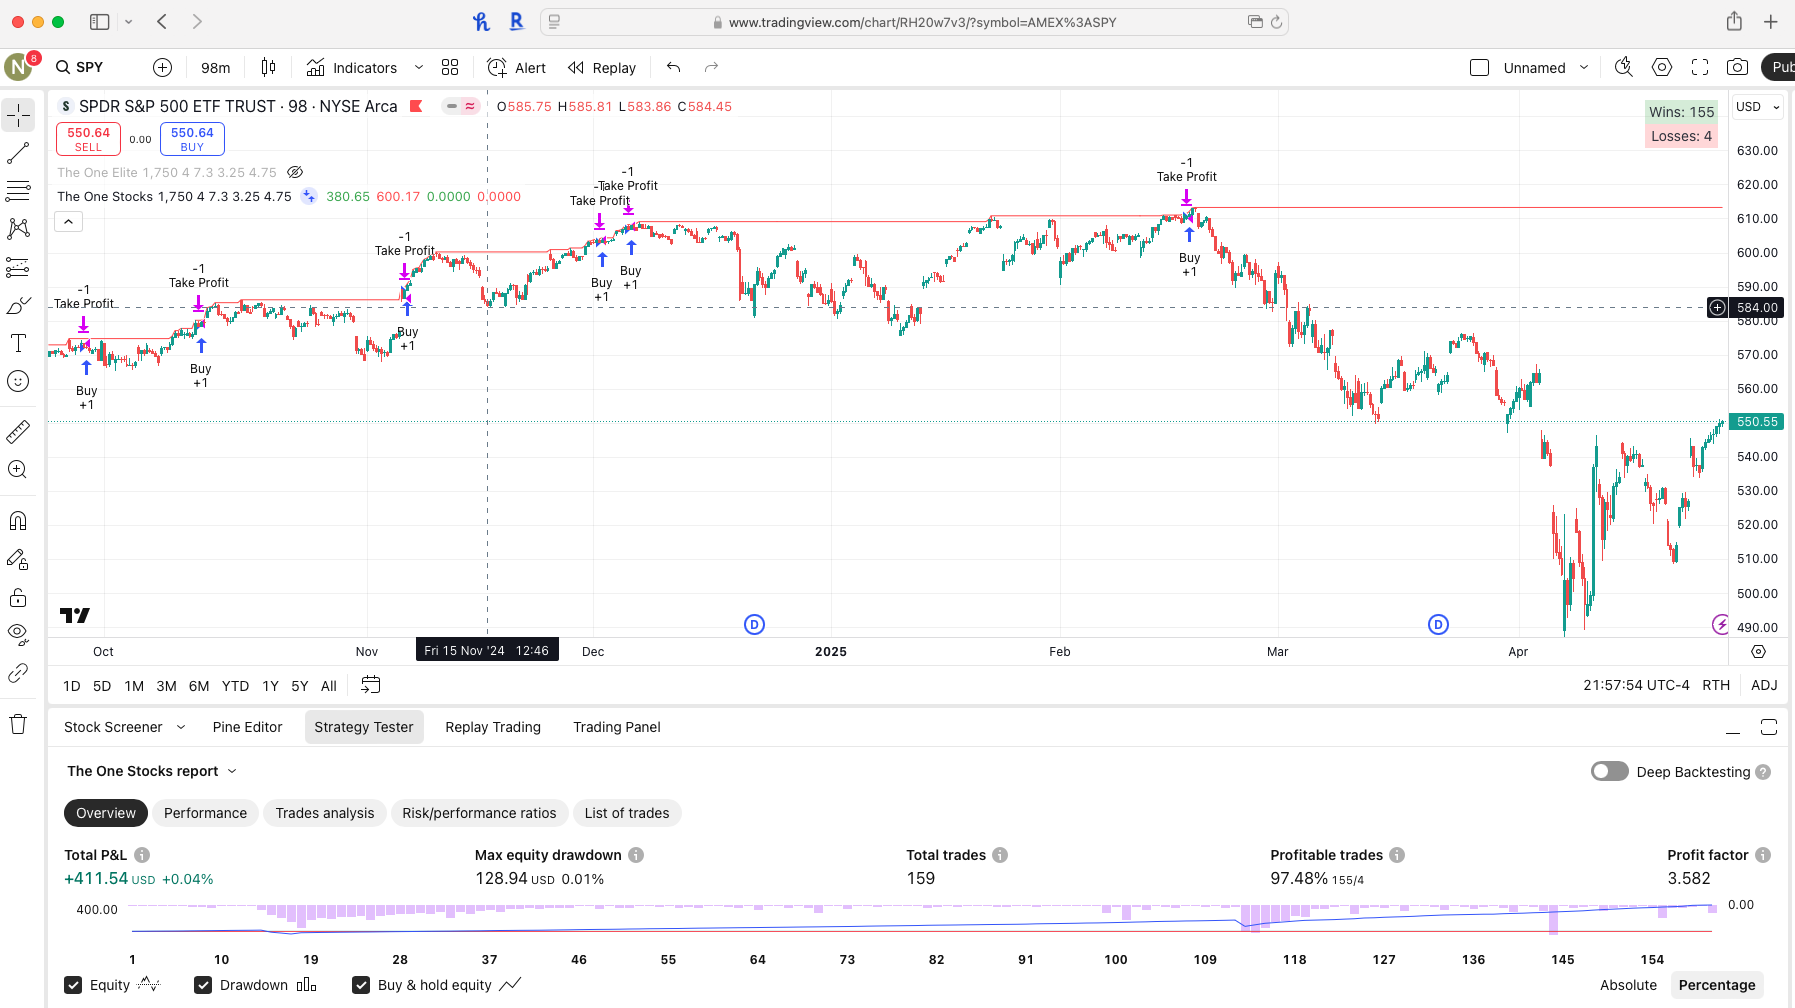 www.tradingview.com/chart/RH20w7v3/?symbol=AMEX%3ASPY
N 8 SPY 98m Indicators Alert Replay Unnamed Pub
S SPDR S&P 500 ETF TRUST · 98 · NYSE Arca O585.75 H585.81 L583.86 C584.45
Wins: 155
Losses: 4
USD
550.64
SELL
0.00
550.64
BUY
The One Elite 1,750 4 7.3 3.25 4.75
The One Stocks 1,750 4 7.3 3.25 4.75 380.65 600.17 0.0000 0.0000
-1
Take Profit
Buy
+1
-1
Take Profit
Buy
+1
-1
Take Profit
Buy
+1
-1
Take Profit
Buy
+1
-1
Take Profit
Buy
+1
-1
Take Profit
Buy
+1
630.00
620.00
610.00
600.00
590.00
584.00
580.00
570.00
560.00
550.55
540.00
530.00
520.00
510.00
500.00
490.00
D D
Oct Nov Fri 15 Nov '24 12:46 Dec 2025 Feb Mar Apr
1D 5D 1M 3M 6M YTD 1Y 5Y All 21:57:54 UTC-4 RTH ADJ
Stock Screener Pine Editor Strategy Tester Replay Trading Trading Panel
The One Stocks report Deep Backtesting
Overview Performance Trades analysis Risk/performance ratios List of trades
Total P&L Max equity drawdown Total trades Profitable trades Profit factor
+411.54 USD +0.04% 128.94 USD 0.01% 159 97.48% 155/4 3.582
400.00 0.00
1 10 19 28 37 46 55 64 73 82 91 100 109 118 127 136 145 154
Equity Drawdown Buy & hold equity Absolute Percentage